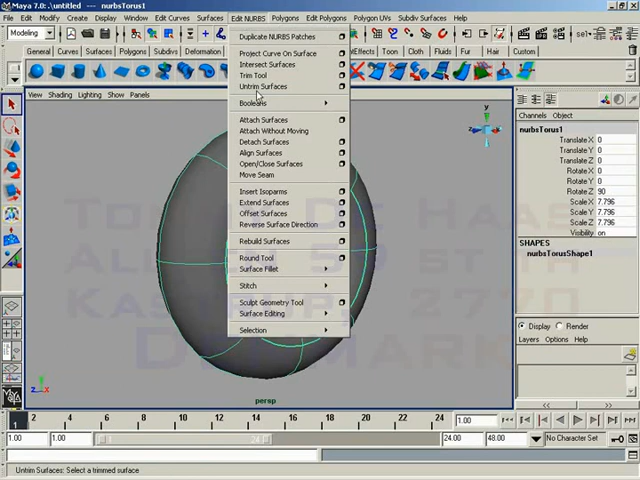 Maya 7.0: .\untitled --- nurbsTorus1
File Edit Modify Create Display Window Edit Curves Surfaces Edit NURBS Polygons Edit Polygons Polygon UVs Subdiv Surfaces Help
Modeling
General Curves Surfaces Polygons Subdivs Deformation Effects Toon Fluids Fur Hair Custom
View Shading Lighting Show Panels
Duplicate NURBS Patches
Project Curve On Surface
Intersect Surfaces
Trim Tool
Untrim Surfaces
Booleans
Attach Surfaces
Attach Without Moving
Detach Surfaces
Align Surfaces
Open/Close Surfaces
Move Seam
Insert Isoparms
Extend Surfaces
Offset Surfaces
Reverse Surface Direction
Rebuild Surfaces
Round Tool
Surface Fillet
Stitch
Sculpt Geometry Tool
Surface Editing
Selection
y
z
z x
persp
Channels Object
nurbsTorus1
Translate X 0
Translate Y 0
Translate Z 0
Rotate X 0
Rotate Y 0
Rotate Z 90
Scale X 7.796
Scale Y 7.796
Scale Z 7.796
Visibility on
SHAPES
nurbsTorusShape1
Display Render
Layers Options
2770
Denmark
2 4 6 8 10 12 14 16 18 20 22 24
1
1.00
1.00 1.00 1 24 24.00 48.00 No Character Set
Untrim Surfaces: Select a trimmed surface